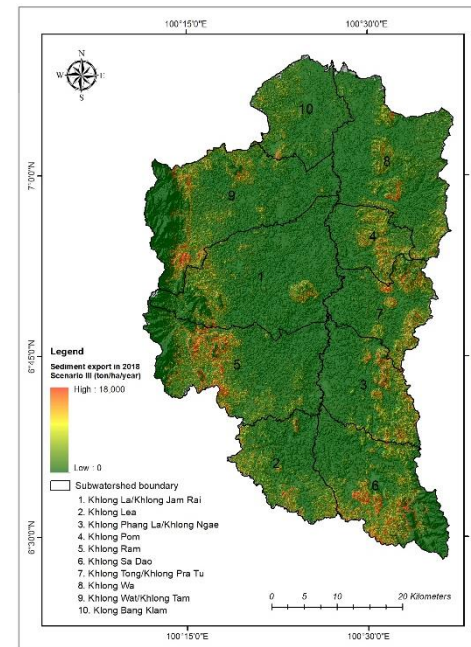 100°15'0"E 100°30'0"E
N
W E
S
7°0'0"N
6°45'0"N
6°30'0"N
10
8
9
4
1
7
5
3
2
6
Legend
Sediment export in 2018
Scenario III (ton/ha/year)
High : 18,000
Low : 0
Subwatershed boundary
1. Khlong La/Khlong Jam Rai
2. Khlong Lea
3. Khlong Phang La/Khlong Ngae
4. Khlong Pom
5. Khlong Ram
6. Khlong Sa Dao
7. Khlong Tong/Khlong Pra Tu
8. Khlong Wa
9. Khlong Wat/Khlong Tam
10. Klong Bang Klam
0 5 10 20 Kilometers
100°15'0"E 100°30'0"E